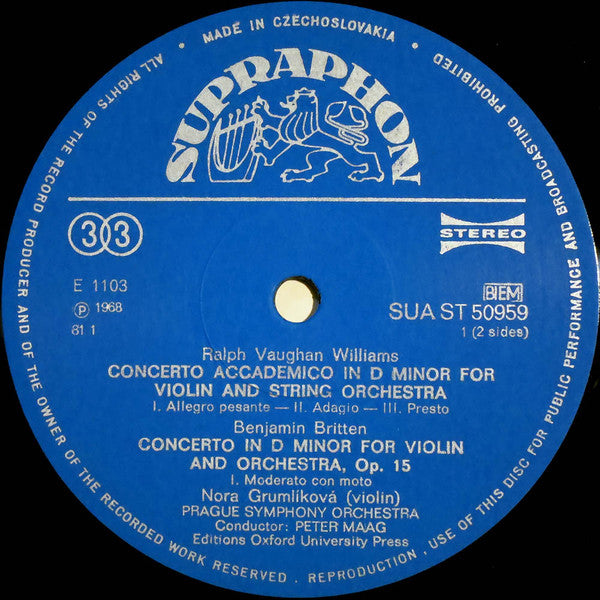 ALL RIGHTS OF THE RECORD PRODUCER AND OF THE OWNER OF THE RECORDED WORK RESERVED. REPRODUCTION, USE OF THIS DISC FOR PUBLIC PERFORMANCE AND BROADCASTING PROHIBITED
• MADE IN CZECHOSLOVAKIA •
SUPRAPHON
33
STEREO
E 1103
BIEM
Ⓟ 1968
SUA ST 50959
81 1
1 (2 sides)
Ralph Vaughan Williams
CONCERTO ACCADEMICO IN D MINOR FOR
VIOLIN AND STRING ORCHESTRA
I. Allegro pesante — II. Adagio — III. Presto
Benjamin Britten
CONCERTO IN D MINOR FOR VIOLIN
AND ORCHESTRA, Op. 15
I. Moderato con moto
Nora Grumlíková (violin)
PRAGUE SYMPHONY ORCHESTRA
Conductor: PETER MAAG
Editions Oxford University Press